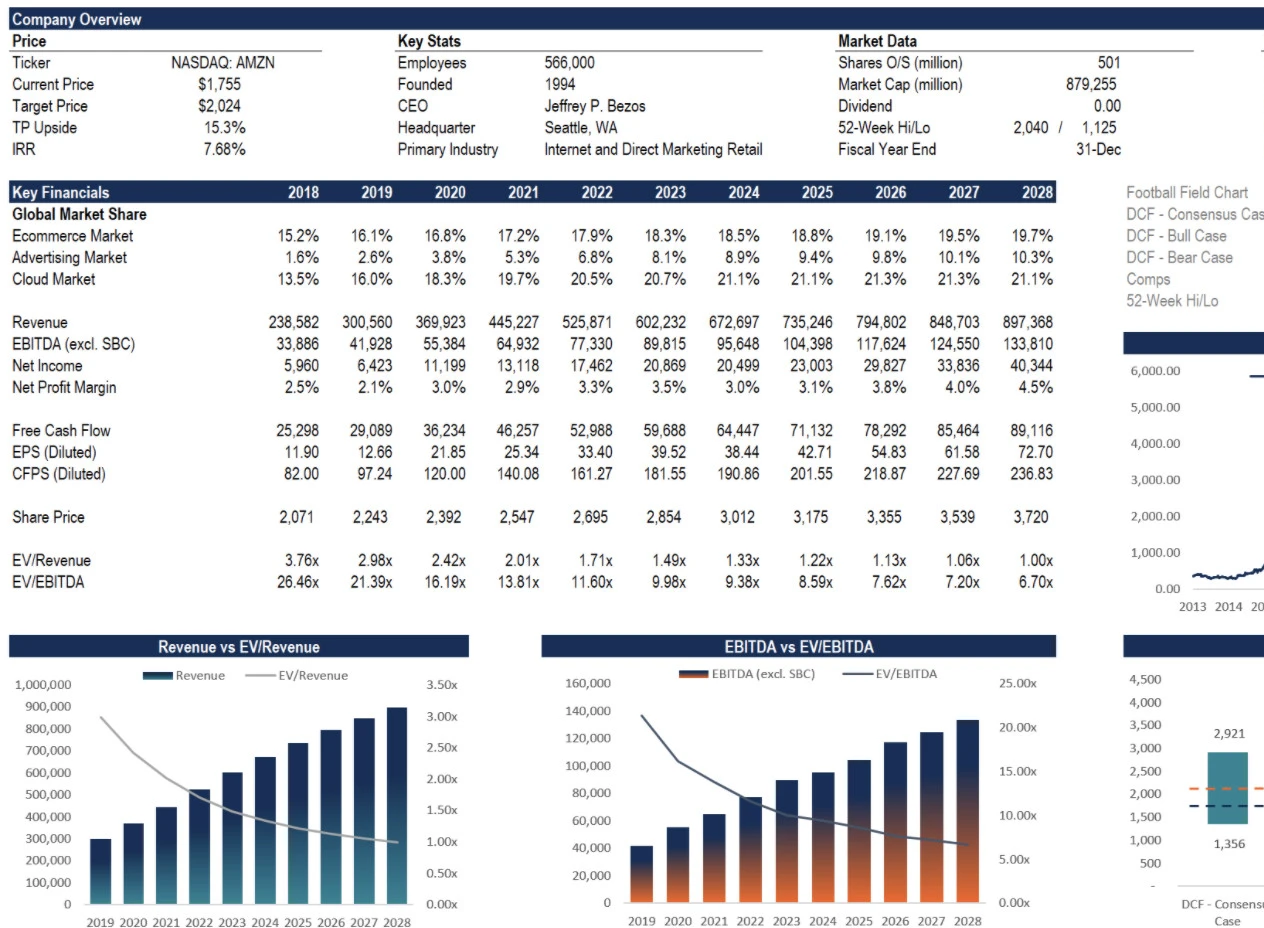 Company Overview
Price Key Stats Market Data
Ticker NASDAQ: AMZN Employees 566,000 Shares O/S (million) 501
Current Price $1,755 Founded 1994 Market Cap (million) 879,255
Target Price $2,024 CEO Jeffrey P. Bezos Dividend 0.00
TP Upside 15.3% Headquarter Seattle, WA 52-Week Hi/Lo 2,040 / 1,125
IRR 7.68% Primary Industry Internet and Direct Marketing Retail Fiscal Year End 31-Dec
Key Financials 2018 2019 2020 2021 2022 2023 2024 2025 2026 2027 2028
Global Market Share
Ecommerce Market 15.2% 16.1% 16.8% 17.2% 17.9% 18.3% 18.5% 18.8% 19.1% 19.5% 19.7%
Advertising Market 1.6% 2.6% 3.8% 5.3% 6.8% 8.1% 8.9% 9.4% 9.8% 10.1% 10.3%
Cloud Market 13.5% 16.0% 18.3% 19.7% 20.5% 20.7% 21.1% 21.1% 21.3% 21.3% 21.1%
Revenue 238,582 300,560 369,923 445,227 525,871 602,232 672,697 735,246 794,802 848,703 897,368
EBITDA (excl. SBC) 33,886 41,928 55,384 64,932 77,330 89,815 95,648 104,398 117,624 124,550 133,810
Net Income 5,960 6,423 11,199 13,118 17,462 20,869 20,499 23,003 29,827 33,836 40,344
Net Profit Margin 2.5% 2.1% 3.0% 2.9% 3.3% 3.5% 3.0% 3.1% 3.8% 4.0% 4.5%
Free Cash Flow 25,298 29,089 36,234 46,257 52,988 59,688 64,447 71,132 78,292 85,464 89,116
EPS (Diluted) 11.90 12.66 21.85 25.34 33.40 39.52 38.44 42.71 54.83 61.58 72.70
CFPS (Diluted) 82.00 97.24 120.00 140.08 161.27 181.55 190.86 201.55 218.87 227.69 236.83
Share Price 2,071 2,243 2,392 2,547 2,695 2,854 3,012 3,175 3,355 3,539 3,720
EV/Revenue 3.76x 2.98x 2.42x 2.01x 1.71x 1.49x 1.33x 1.22x 1.13x 1.06x 1.00x
EV/EBITDA 26.46x 21.39x 16.19x 13.81x 11.60x 9.98x 9.38x 8.59x 7.62x 7.20x 6.70x
Football Field Chart
DCF - Consensus Cas
DCF - Bull Case
DCF - Bear Case
Comps
52-Week Hi/Lo
6,000.00
5,000.00
4,000.00
3,000.00
2,000.00
1,000.00
0.00
2013 2014 20
Revenue vs EV/Revenue
Revenue EV/Revenue
1,000,000 3.50x
900,000 3.00x
800,000 2.50x
700,000 2.00x
600,000 1.50x
500,000 1.00x
400,000 0.50x
300,000 0.00x
200,000
100,000
0
2019 2020 2021 2022 2023 2024 2025 2026 2027 2028
EBITDA vs EV/EBITDA
EBITDA (excl. SBC) EV/EBITDA
160,000 25.00x
140,000 20.00x
120,000 15.00x
100,000 10.00x
80,000 5.00x
60,000 0.00x
40,000
20,000
0
2019 2020 2021 2022 2023 2024 2025 2026 2027 2028
4,500
4,000
3,500
3,000
2,500
2,000
1,500
1,000
500
-
2,921
1,356
DCF - Consensu
Case